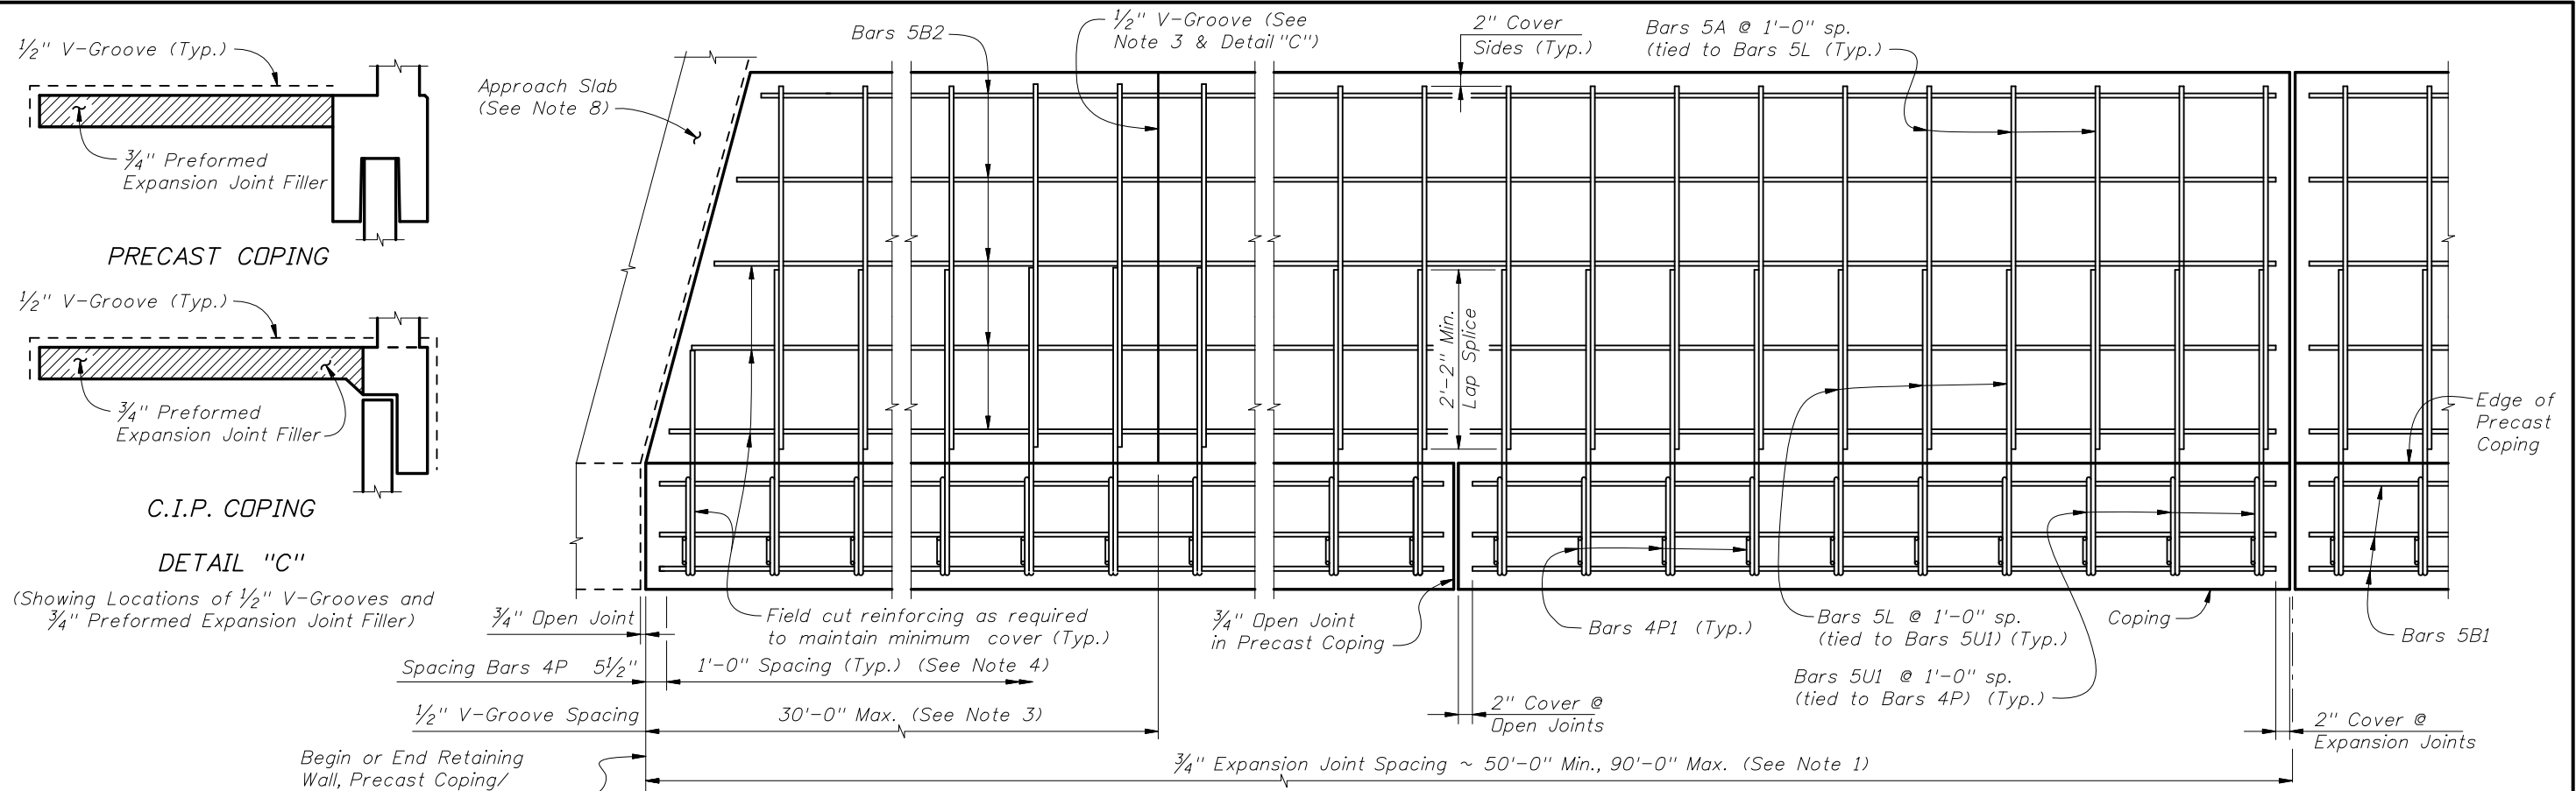 ½" V-Groove (Typ.)
¾" Preformed
Expansion Joint Filler
PRECAST COPING
½" V-Groove (Typ.)
¾" Preformed
Expansion Joint Filler
C.I.P. COPING
DETAIL "C"
(Showing Locations of ½" V-Grooves and
¾" Preformed Expansion Joint Filler)
Approach Slab
(See Note 8)
Bars 5B2
½" V-Groove (See
Note 3 & Detail "C")
2" Cover
Sides (Typ.)
Bars 5A @ 1'-0" sp.
(tied to Bars 5L (Typ.)
2'-2" Min.
Lap Splice
Edge of
Precast
Coping
¾" Open Joint
Field cut reinforcing as required
to maintain minimum cover (Typ.)
¾" Open Joint
in Precast Coping
Bars 4P1 (Typ.)
Bars 5L @ 1'-0" sp.
(tied to Bars 5U1) (Typ.)
Coping
Bars 5B1
Spacing Bars 4P 5½"
1'-0" Spacing (Typ.) (See Note 4)
Bars 5U1 @ 1'-0" sp.
(tied to Bars 4P) (Typ.)
½" V-Groove Spacing
30'-0" Max. (See Note 3)
2" Cover @
Open Joints
2" Cover @
Expansion Joints
Begin or End Retaining
Wall, Precast Coping/
¾" Expansion Joint Spacing ~ 50'-0" Min., 90'-0" Max. (See Note 1)